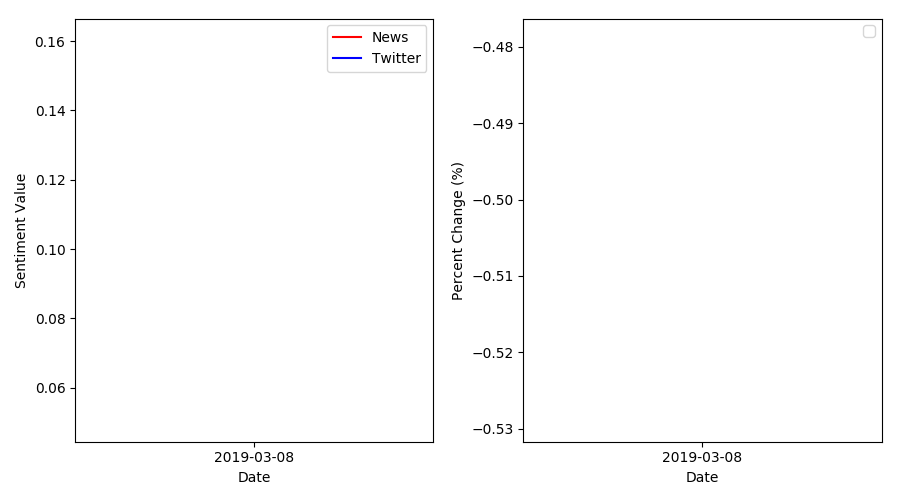 0.16
0.14
0.12
0.10
0.08
0.06
Sentiment Value
News
Twitter
2019-03-08
Date
−0.48
−0.49
−0.50
−0.51
−0.52
−0.53
Percent Change (%)
2019-03-08
Date